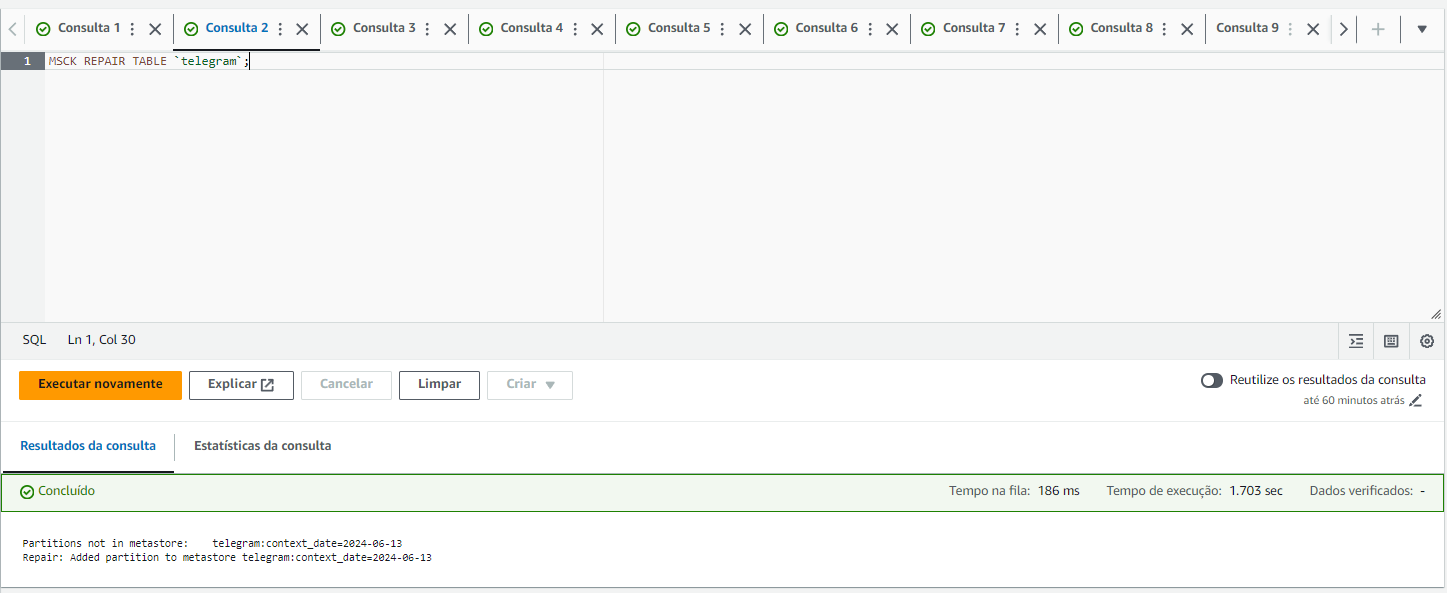 Consulta 1 Consulta 2 Consulta 3 Consulta 4 Consulta 5 Consulta 6 Consulta 7 Consulta 8 Consulta 9
1 MSCK REPAIR TABLE `telegram`;
SQL Ln 1, Col 30
Executar novamente Explicar Cancelar Limpar Criar Reutilize os resultados da consulta
até 60 minutos atrás
Resultados da consulta Estatísticas da consulta
Concluído Tempo na fila: 186 ms Tempo de execução: 1.703 sec Dados verificados: -
Partitions not in metastore: telegram:context_date=2024-06-13
Repair: Added partition to metastore telegram:context_date=2024-06-13